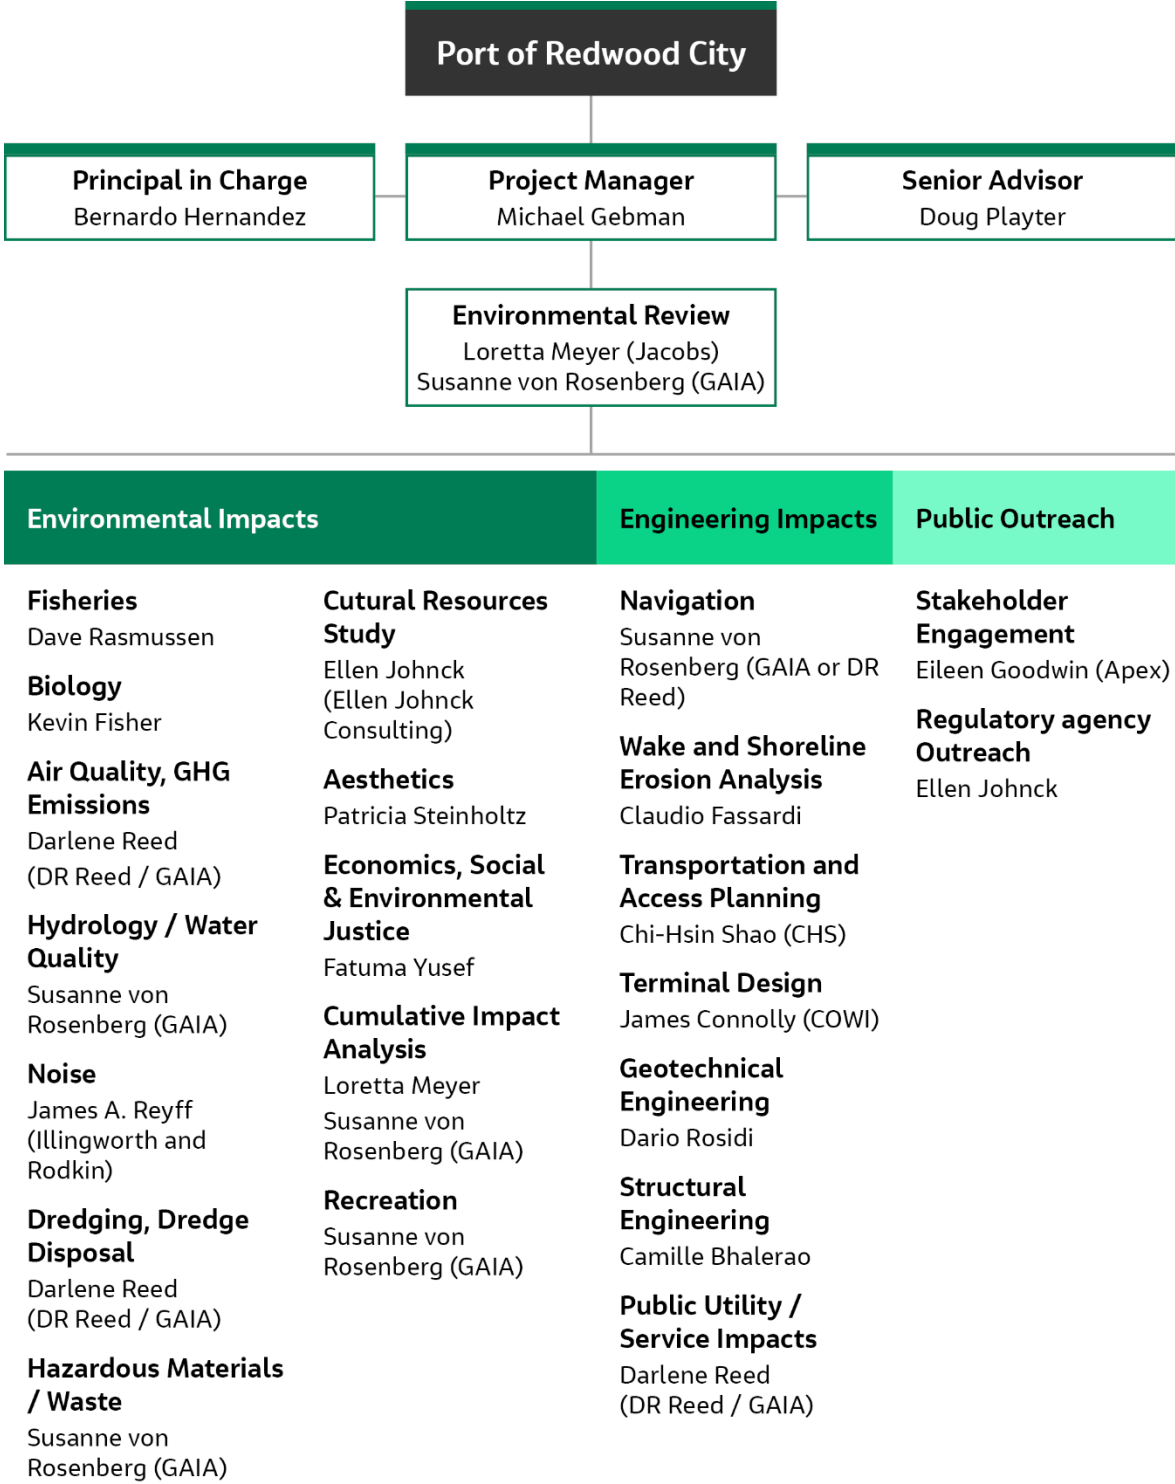 Port of Redwood City
Principal in Charge
Bernardo Hernandez
Project Manager
Michael Gebman
Senior Advisor
Doug Playter
Environmental Review
Loretta Meyer (Jacobs)
Susanne von Rosenberg (GAIA)
Environmental Impacts
Fisheries
Dave Rasmussen
Biology
Kevin Fisher
Air Quality, GHG
Emissions
Darlene Reed
(DR Reed / GAIA)
Hydrology / Water
Quality
Susanne von
Rosenberg (GAIA)
Noise
James A. Reyff
(Illingworth and
Rodkin)
Dredging, Dredge
Disposal
Darlene Reed
(DR Reed / GAIA)
Hazardous Materials
/ Waste
Susanne von
Rosenberg (GAIA)
Cutural Resources
Study
Ellen Johnck
(Ellen Johnck
Consulting)
Aesthetics
Patricia Steinholtz
Economics, Social
& Environmental
Justice
Fatuma Yusef
Cumulative Impact
Analysis
Loretta Meyer
Susanne von
Rosenberg (GAIA)
Recreation
Susanne von
Rosenberg (GAIA)
Engineering Impacts
Navigation
Susanne von
Rosenberg (GAIA or DR
Reed)
Wake and Shoreline
Erosion Analysis
Claudio Fassardi
Transportation and
Access Planning
Chi-Hsin Shao (CHS)
Terminal Design
James Connolly (COWI)
Geotechnical
Engineering
Dario Rosidi
Structural
Engineering
Camille Bhalerao
Public Utility /
Service Impacts
Darlene Reed
(DR Reed / GAIA)
Public Outreach
Stakeholder
Engagement
Eileen Goodwin (Apex)
Regulatory agency
Outreach
Ellen Johnck